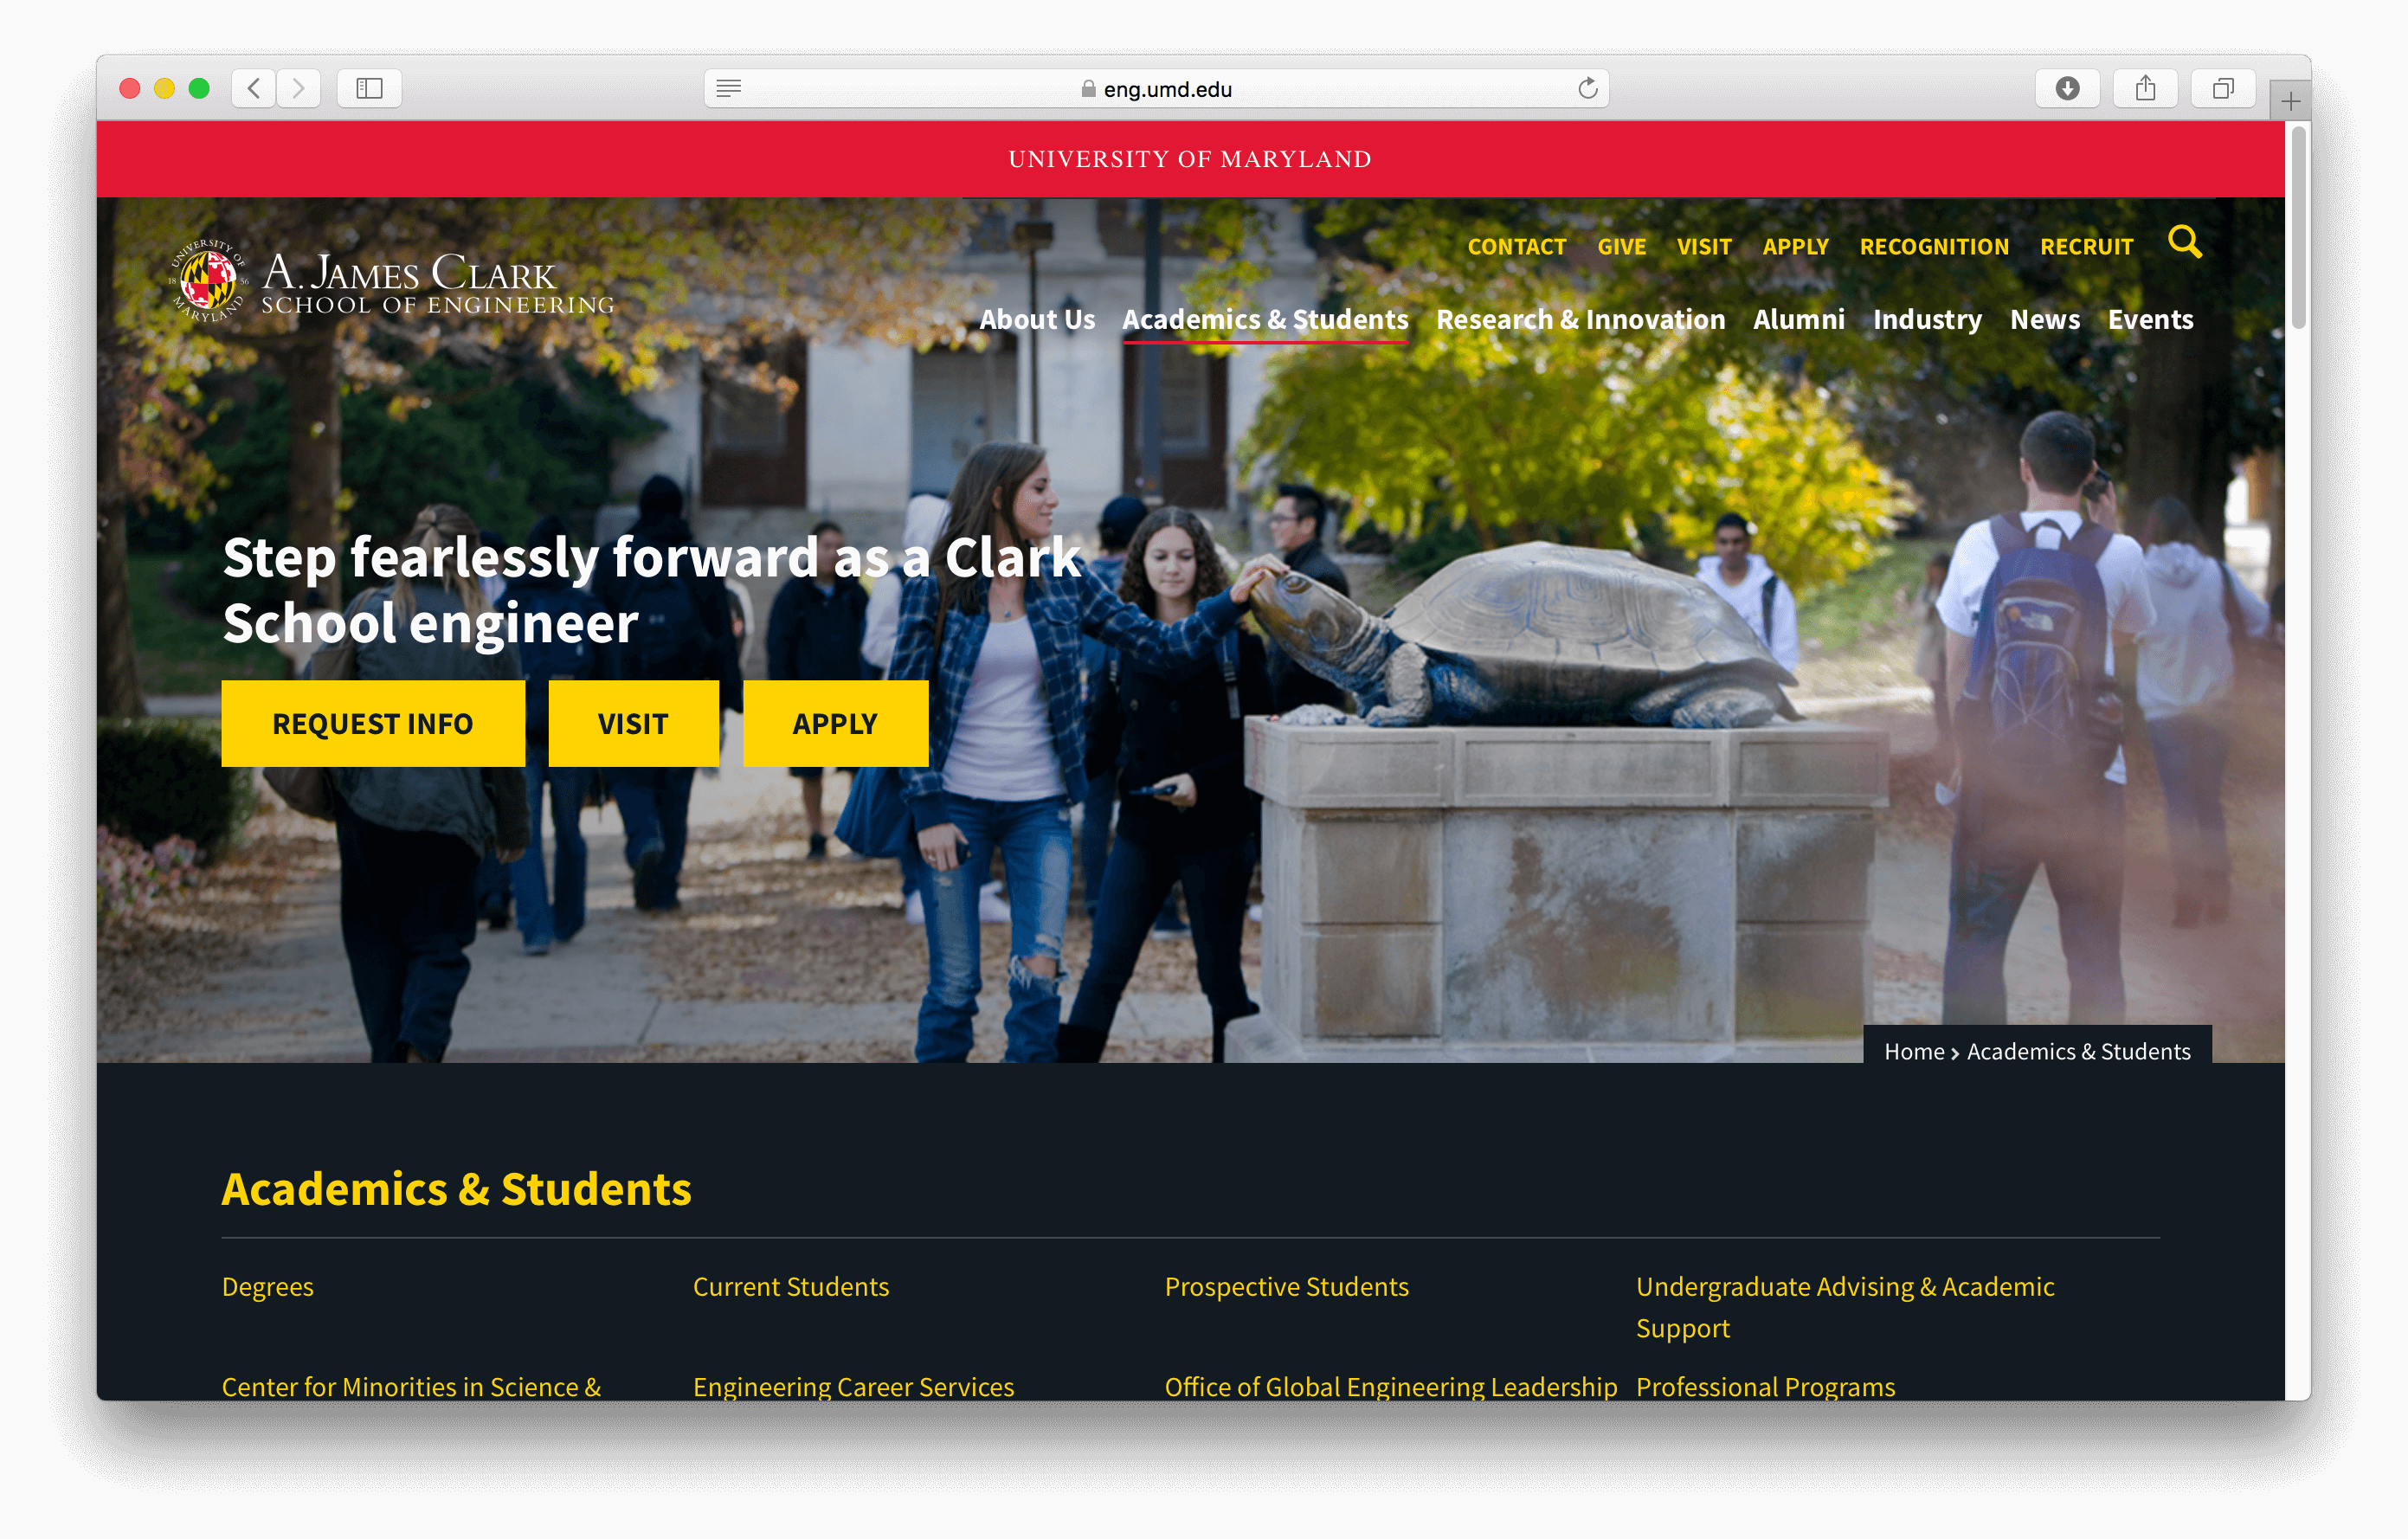 eng.umd.edu
UNIVERSITY OF MARYLAND
UNIVERSITY OF MARYLAND
18 56
A. JAMES CLARK
SCHOOL OF ENGINEERING
CONTACT GIVE VISIT APPLY RECOGNITION RECRUIT
About Us Academics & Students Research & Innovation Alumni Industry News Events
Step fearlessly forward as a Clark
School engineer
REQUEST INFO VISIT APPLY
Home › Academics & Students
Academics & Students
Degrees Current Students Prospective Students Undergraduate Advising & Academic
Support
Center for Minorities in Science & Engineering Career Services Office of Global Engineering Leadership Professional Programs